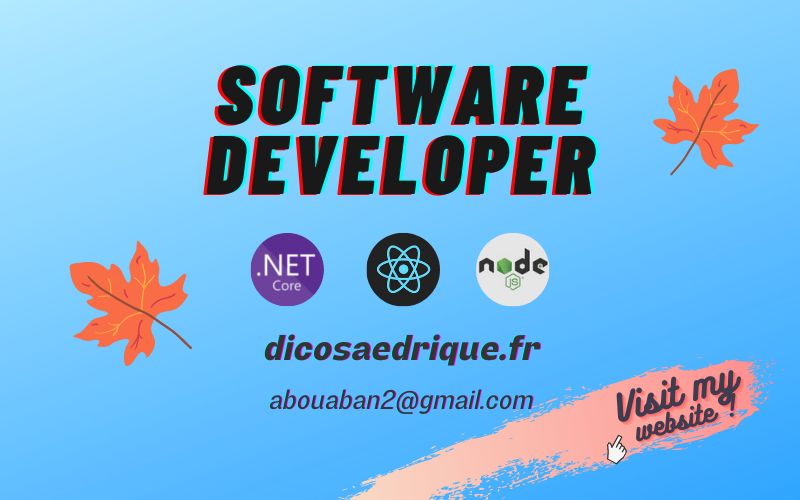 SOFTWARE
DEVELOPER
.NET
Core
node
JS
dicosaedrique.fr
abouaban2@gmail.com
Visit my
website !